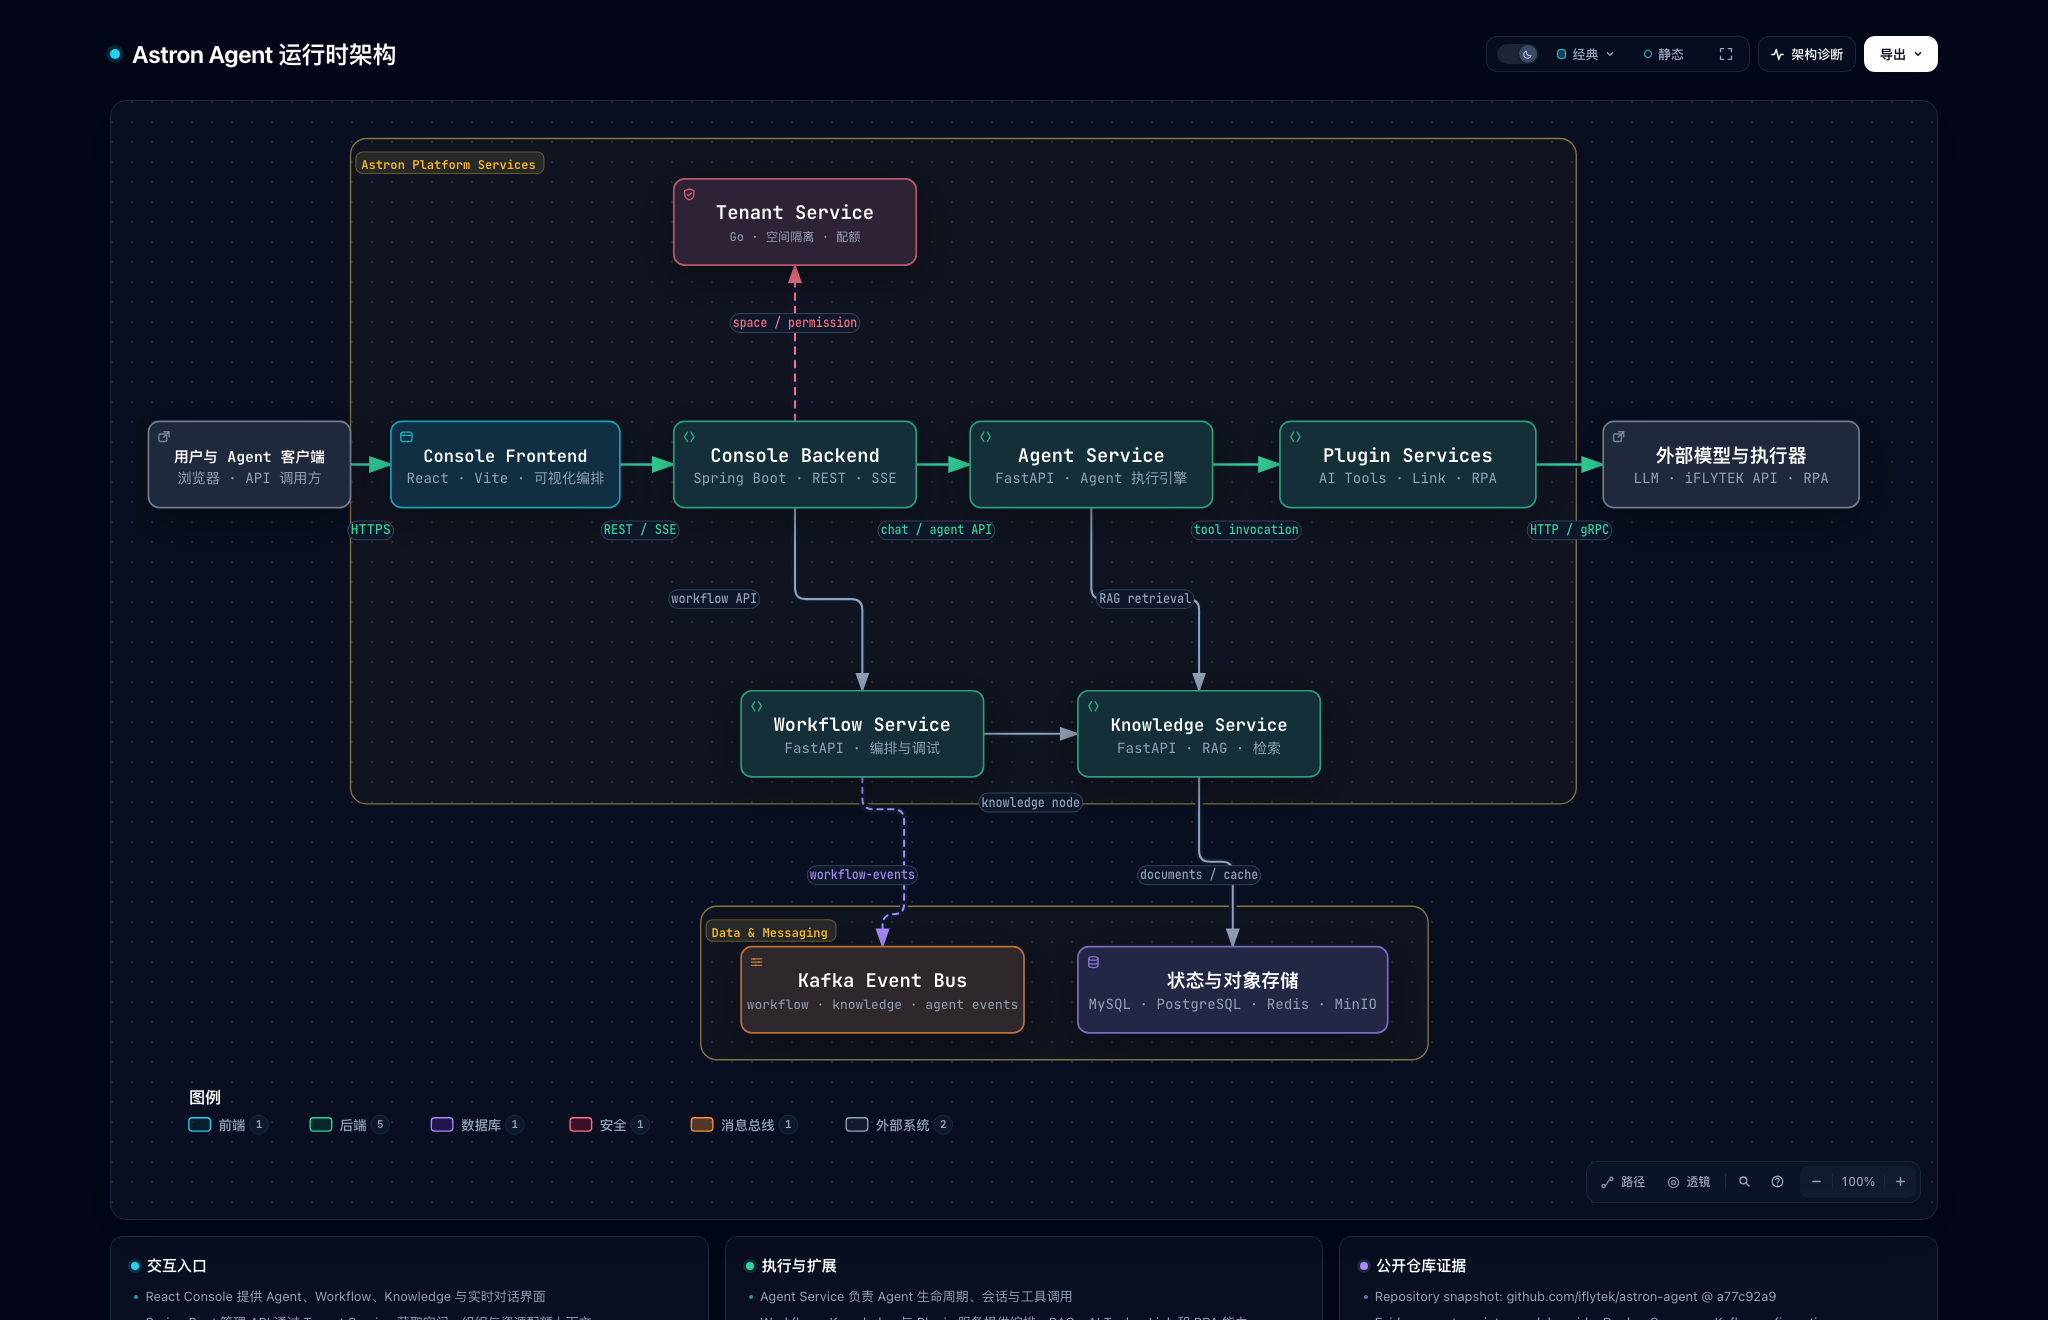 Astron Agent 运行时架构
经典
静态
架构诊断
导出
Astron Platform Services
Tenant Service
Go · 空间隔离 · 配额
space / permission
用户与 Agent 客户端
浏览器 · API 调用方
Console Frontend
React · Vite · 可视化编排
Console Backend
Spring Boot · REST · SSE
Agent Service
FastAPI · Agent 执行引擎
Plugin Services
AI Tools · Link · RPA
外部模型与执行器
LLM · iFLYTEK API · RPA
HTTPS
REST / SSE
chat / agent API
tool invocation
HTTP / gRPC
workflow API
RAG retrieval
Workflow Service
FastAPI · 编排与调试
Knowledge Service
FastAPI · RAG · 检索
knowledge node
workflow-events
documents / cache
Data & Messaging
Kafka Event Bus
workflow · knowledge · agent events
状态与对象存储
MySQL · PostgreSQL · Redis · MinIO
图例
前端 1
后端 5
数据库 1
安全 1
消息总线 1
外部系统 2
路径
透镜
100%
交互入口
• React Console 提供 Agent、Workflow、Knowledge 与实时对话界面
执行与扩展
• Agent Service 负责 Agent 生命周期、会话与工具调用
公开仓库证据
• Repository snapshot: github.com/iflytek/astron-agent @ a77c92a9